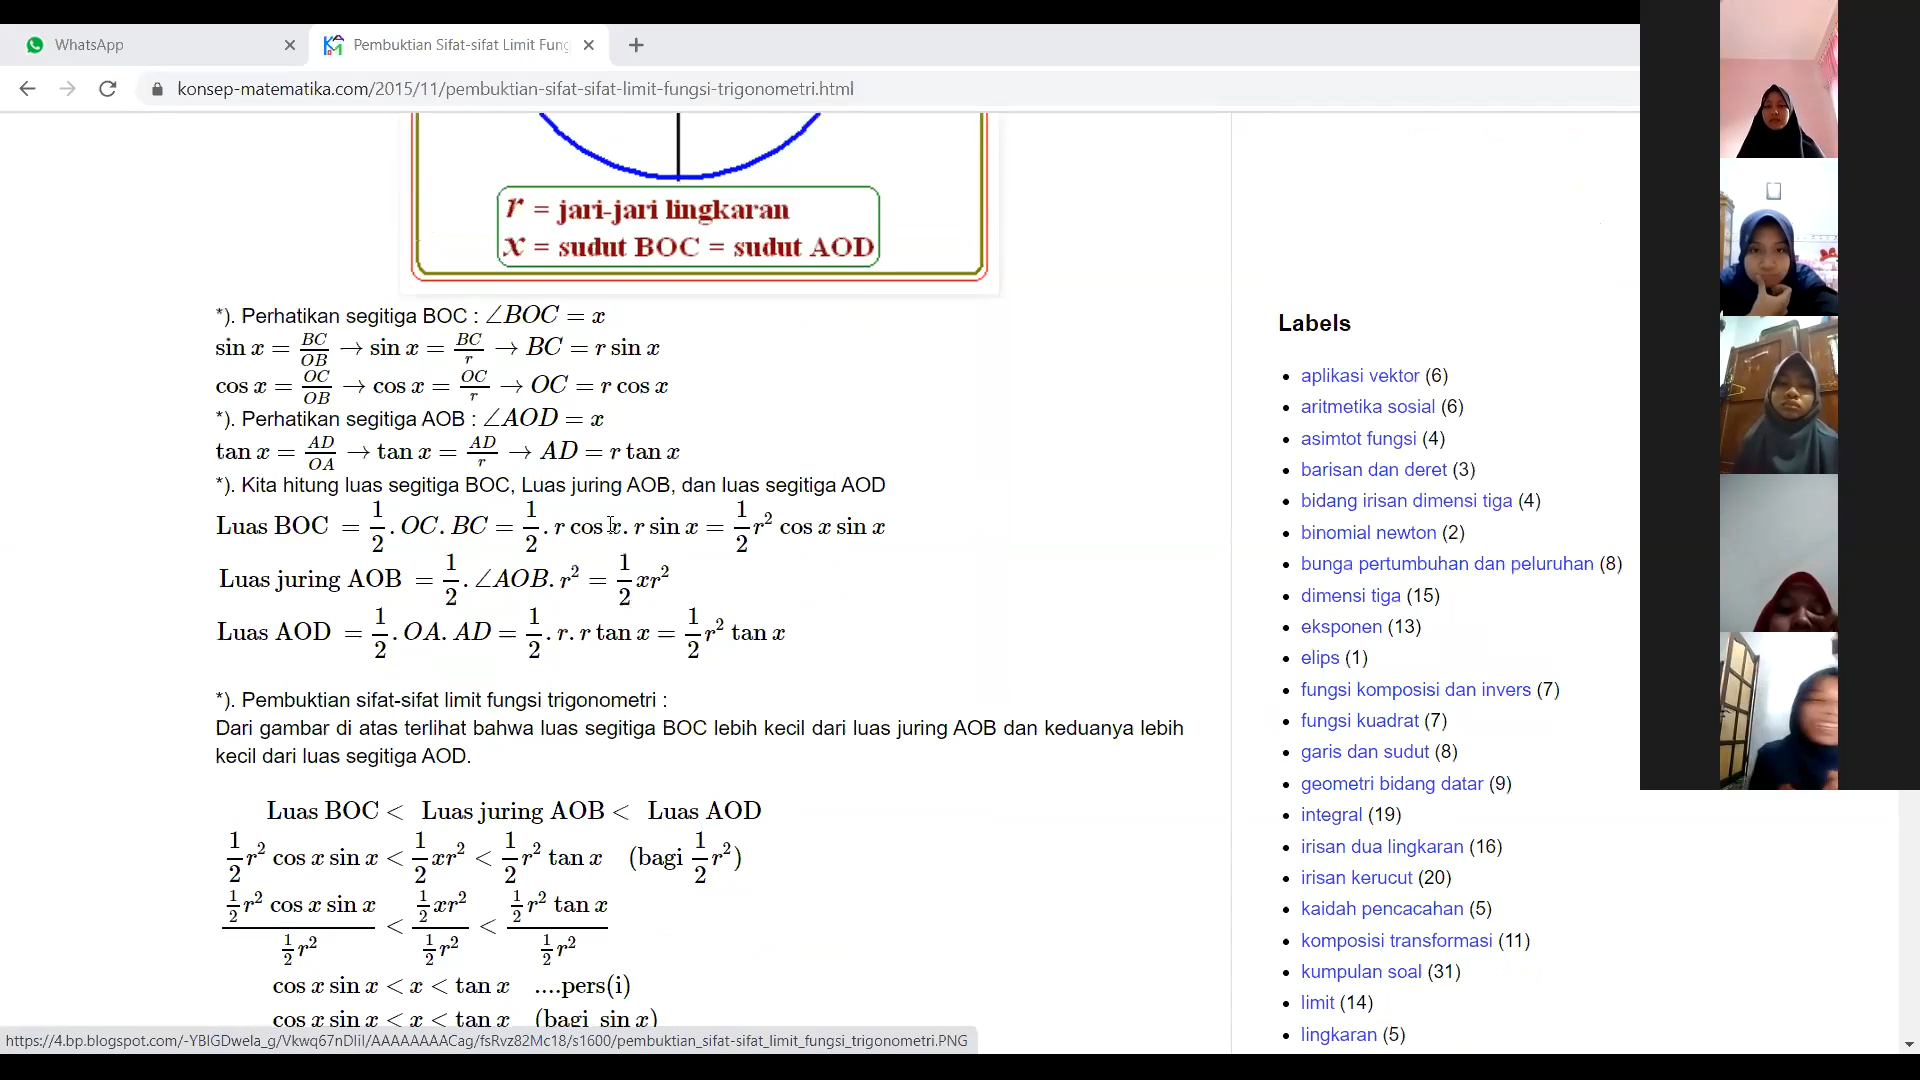 WhatsApp
Pembuktian Sifat-sifat Limit Fung
konsep-matematika.com/2015/11/pembuktian-sifat-sifat-limit-fungsi-trigonometri.html
r = jari-jari lingkaran
x = sudut BOC = sudut AOD
*). Perhatikan segitiga BOC : ∠BOC = x
sin x = BC/OB → sin x = BC/r → BC = r sin x
cos x = OC/OB → cos x = OC/r → OC = r cos x
*). Perhatikan segitiga AOB : ∠AOD = x
tan x = AD/OA → tan x = AD/r → AD = r tan x
*). Kita hitung luas segitiga BOC, Luas juring AOB, dan luas segitiga AOD
Luas BOC = 1/2. OC. BC = 1/2. r cos x. r sin x = 1/2 r² cos x sin x
Luas juring AOB = 1/2. ∠AOB. r² = 1/2 xr²
Luas AOD = 1/2. OA. AD = 1/2. r. r tan x = 1/2 r² tan x
*). Pembuktian sifat-sifat limit fungsi trigonometri :
Dari gambar di atas terlihat bahwa luas segitiga BOC lebih kecil dari luas juring AOB dan keduanya lebih
kecil dari luas segitiga AOD.
Luas BOC < Luas juring AOB < Luas AOD
1/2 r² cos x sin x < 1/2 xr² < 1/2 r² tan x (bagi 1/2 r²)
1/2 r² cos x sin x / 1/2 r² < 1/2 xr² / 1/2 r² < 1/2 r² tan x / 1/2 r²
cos x sin x < x < tan x ....pers(i)
cos x sin x < x < tan x (bagi sin x)
https://4.bp.blogspot.com/-YBIGDwela_g/Vkwq67nDIiI/AAAAAAAACag/fsRvz82Mc18/s1600/pembuktian_sifat-sifat_limit_fungsi_trigonometri.PNG
Labels
aplikasi vektor (6)
aritmetika sosial (6)
asimtot fungsi (4)
barisan dan deret (3)
bidang irisan dimensi tiga (4)
binomial newton (2)
bunga pertumbuhan dan peluruhan (8)
dimensi tiga (15)
eksponen (13)
elips (1)
fungsi komposisi dan invers (7)
fungsi kuadrat (7)
garis dan sudut (8)
geometri bidang datar (9)
integral (19)
irisan dua lingkaran (16)
irisan kerucut (20)
kaidah pencacahan (5)
komposisi transformasi (11)
kumpulan soal (31)
limit (14)
lingkaran (5)